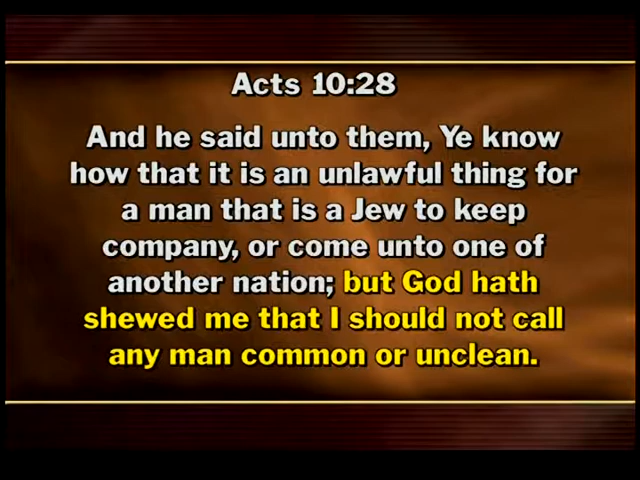 Acts 10:28
And he said unto them, Ye know
how that it is an unlawful thing for
a man that is a Jew to keep
company, or come unto one of
another nation; but God hath
shewed me that I should not call
any man common or unclean.